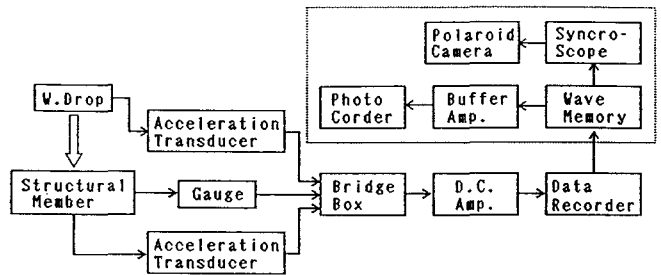 Polaroid
Camera
Syncro-
Scope
W.Drop
Photo
Corder
Buffer
Amp.
Wave
Memory
Acceleration
Transducer
Structural
Member
Gauge
Bridge
Box
D.C.
Amp.
Data
Recorder
Acceleration
Transducer